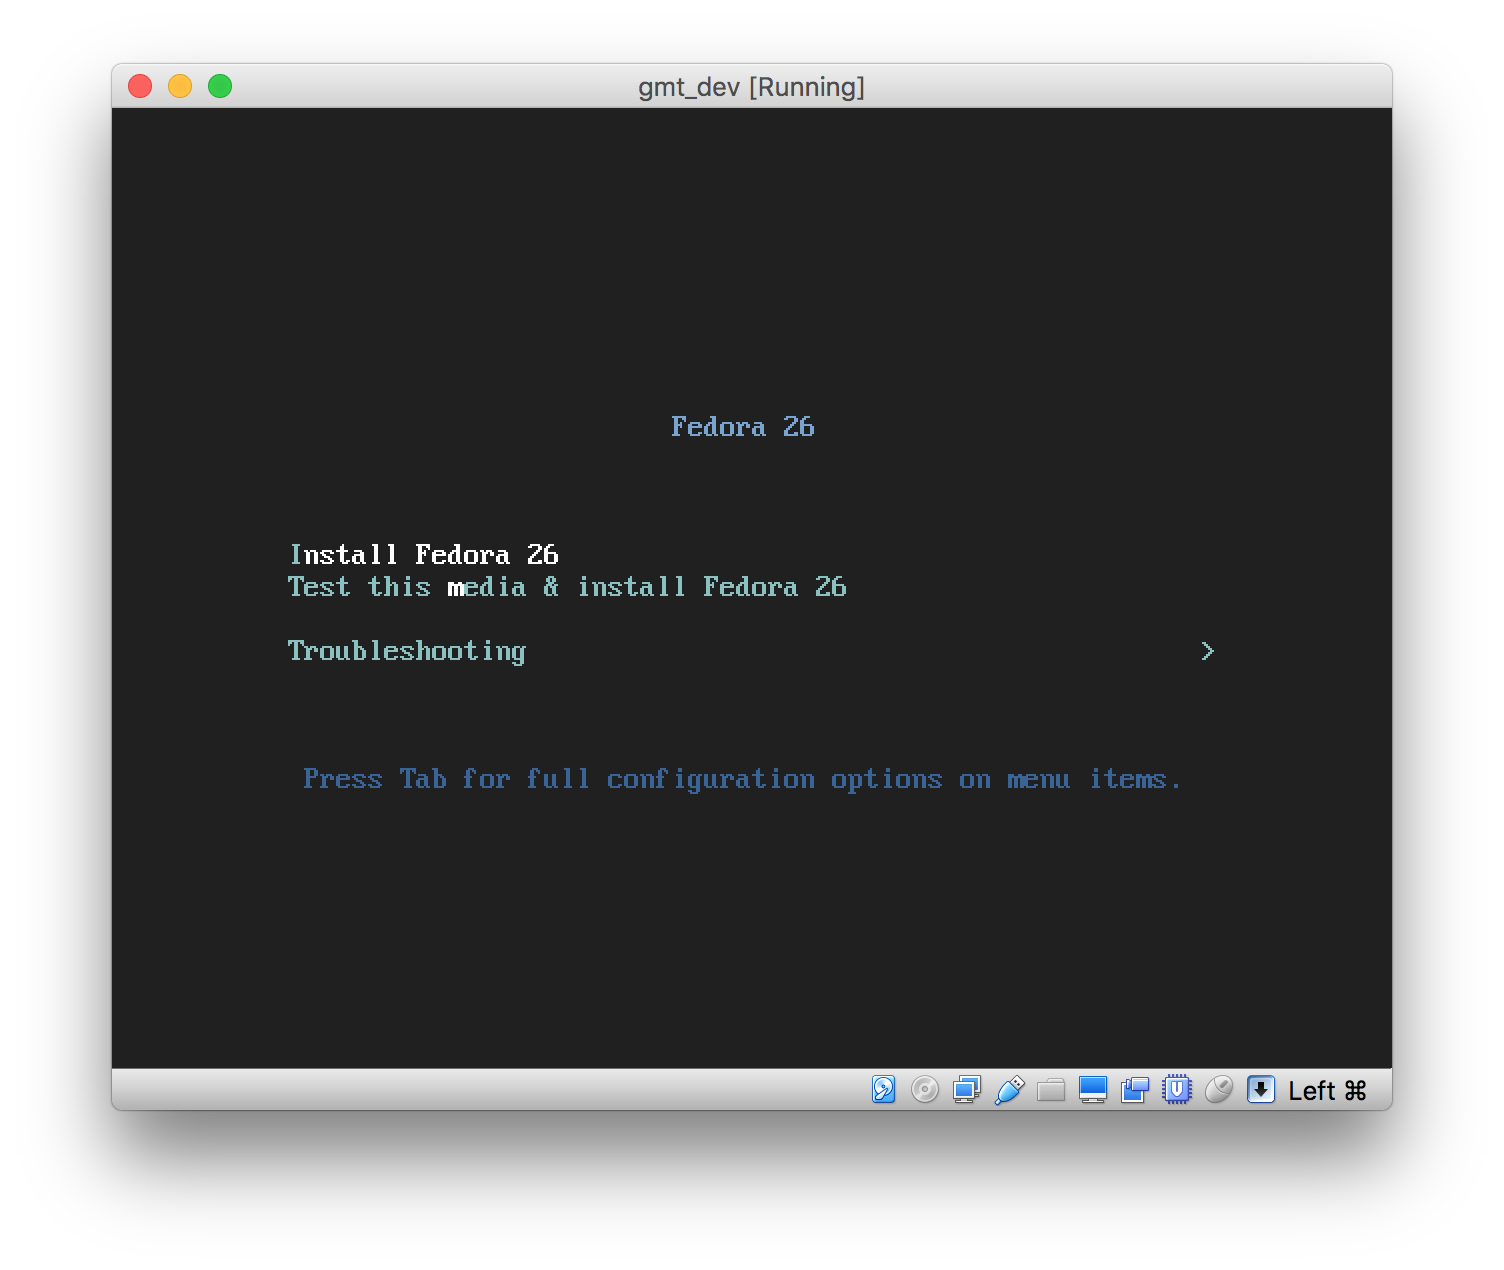 gmt_dev [Running]
Fedora 26
Install Fedora 26
Test this media & install Fedora 26
Troubleshooting >
Press Tab for full configuration options on menu items.
Left ⌘